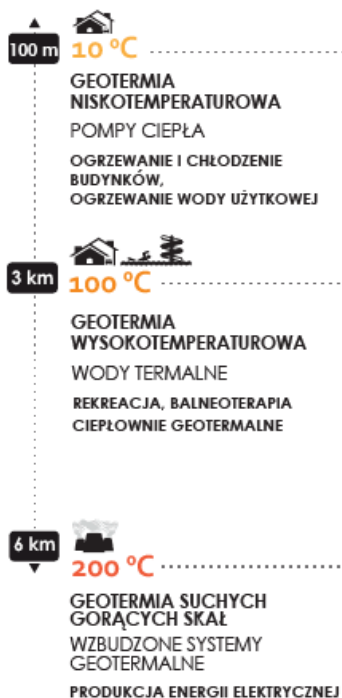 100 m
10 °C
GEOTERMIA
NISKOTEMPERATUROWA
POMPY CIEPŁA
OGRZEWANIE I CHŁODZENIE
BUDYNKÓW,
OGRZEWANIE WODY UŻYTKOWEJ
3 km
100 °C
GEOTERMIA
WYSOKOTEMPERATUROWA
WODY TERMALNE
REKREACJA, BALNEOTERAPIA
CIEPŁOWNIE GEOTERMALNE
6 km
200 °C
GEOTERMIA SUCHYCH
GORĄCYCH SKAŁ
WZBUDZONE SYSTEMY
GEOTERMALNE
PRODUKCJA ENERGII ELEKTRYCZNEJ